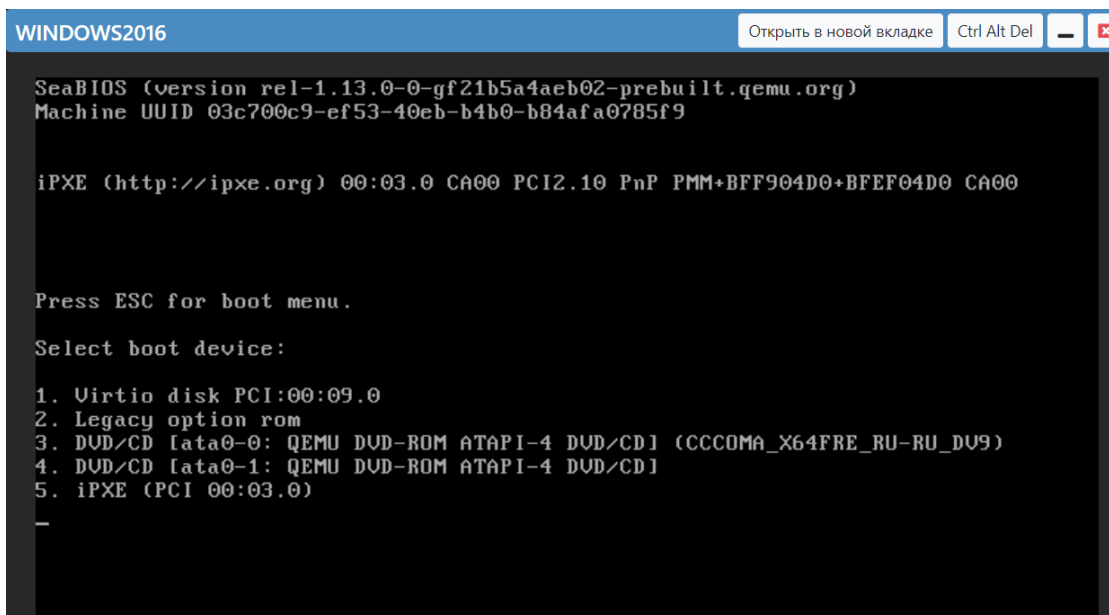 WINDOWS2016
Открыть в новой вкладке
Ctrl Alt Del
SeaBIOS (version rel-1.13.0-0-gf21b5a4aeb02-prebuilt.qemu.org)
Machine UUID 03c700c9-ef53-40eb-b4b0-b84afa0785f9
iPXE (http://ipxe.org) 00:03.0 CA00 PCI2.10 PnP PMM+BFF904D0+BFEF04D0 CA00
Press ESC for boot menu.
Select boot device:
1. Virtio disk PCI:00:09.0
2. Legacy option rom
3. DVD/CD [ata0-0: QEMU DVD-ROM ATAPI-4 DVD/CD] (CCCOMA_X64FRE_RU-RU_DV9)
4. DVD/CD [ata0-1: QEMU DVD-ROM ATAPI-4 DVD/CD]
5. iPXE (PCI 00:03.0)